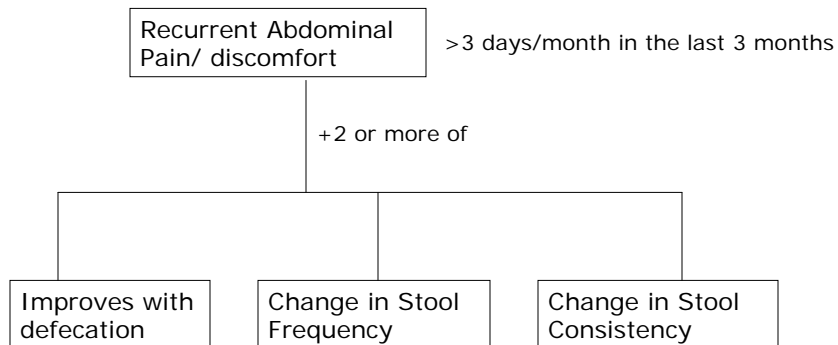 Recurrent Abdominal
Pain/ discomfort
>3 days/month in the last 3 months
+2 or more of
Improves with
defecation
Change in Stool
Frequency
Change in Stool
Consistency